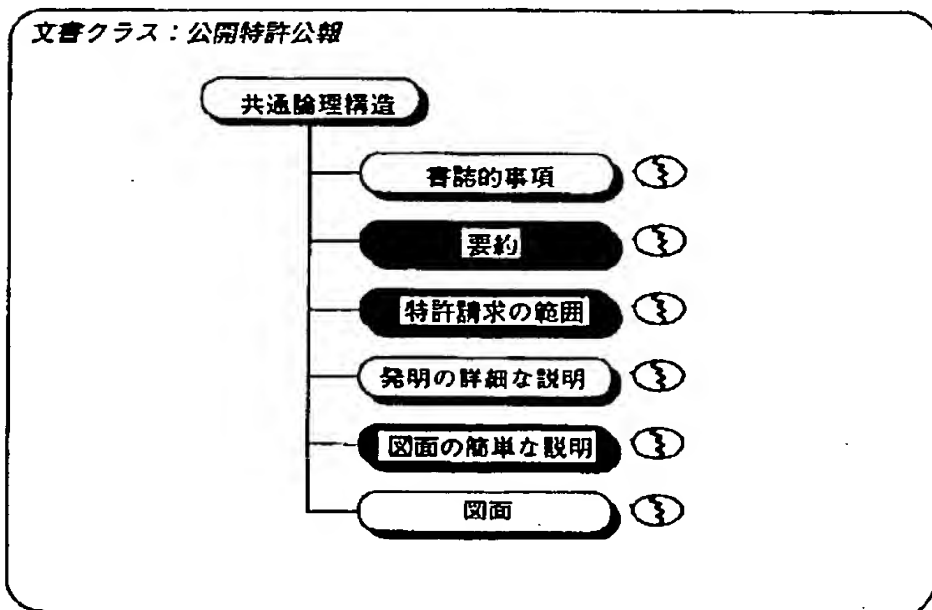 文書クラス：公開特許公報
共通論理構造
書誌的事項
要約
特許請求の範囲
発明の詳細な説明
図面の簡単な説明
図面